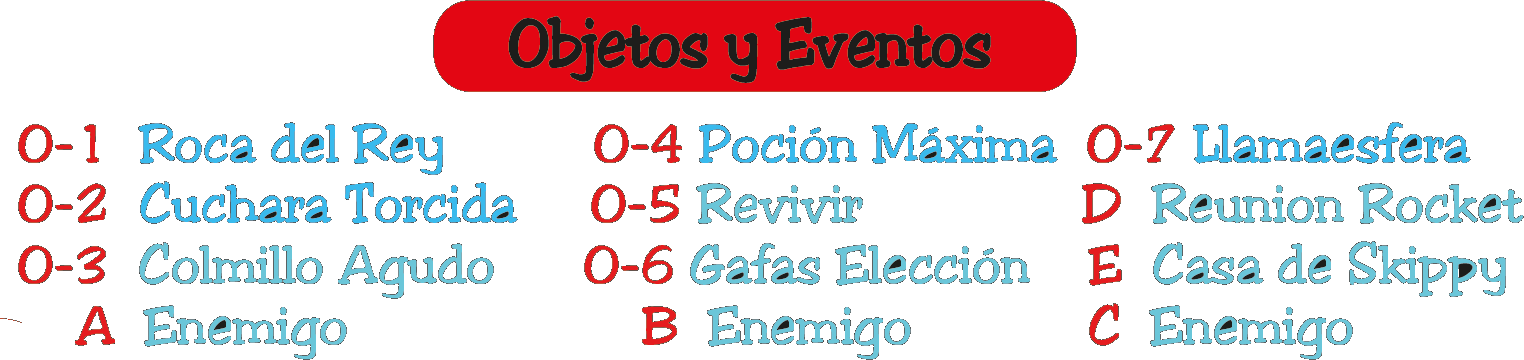 Objetos y Eventos
O-1 Roca del Rey O-4 Poción Máxima O-7 Llamaesfera
O-2 Cuchara Torcida O-5 Revivir D Reunion Rocket
O-3 Colmillo Agudo O-6 Gafas Elección E Casa de Skippy
A Enemigo B Enemigo C Enemigo